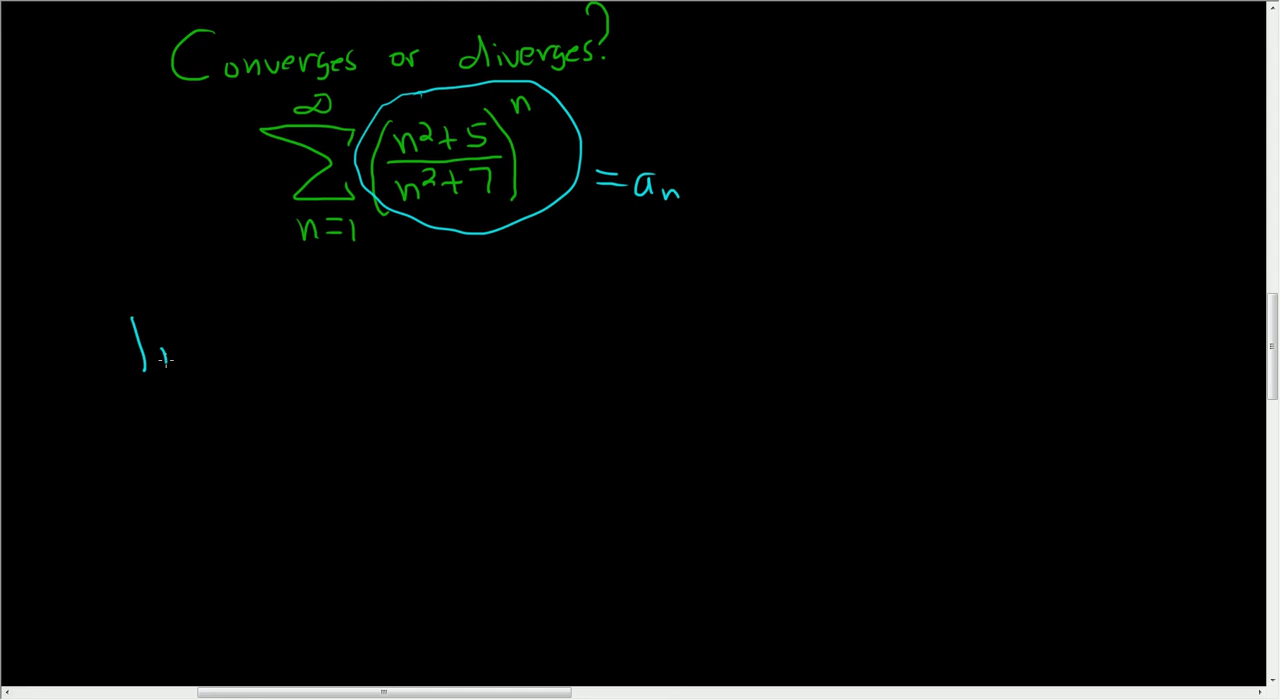 Converges or diverges?
∞
∑ ((n²+5)/(n²+7))ⁿ = aₙ
n=1